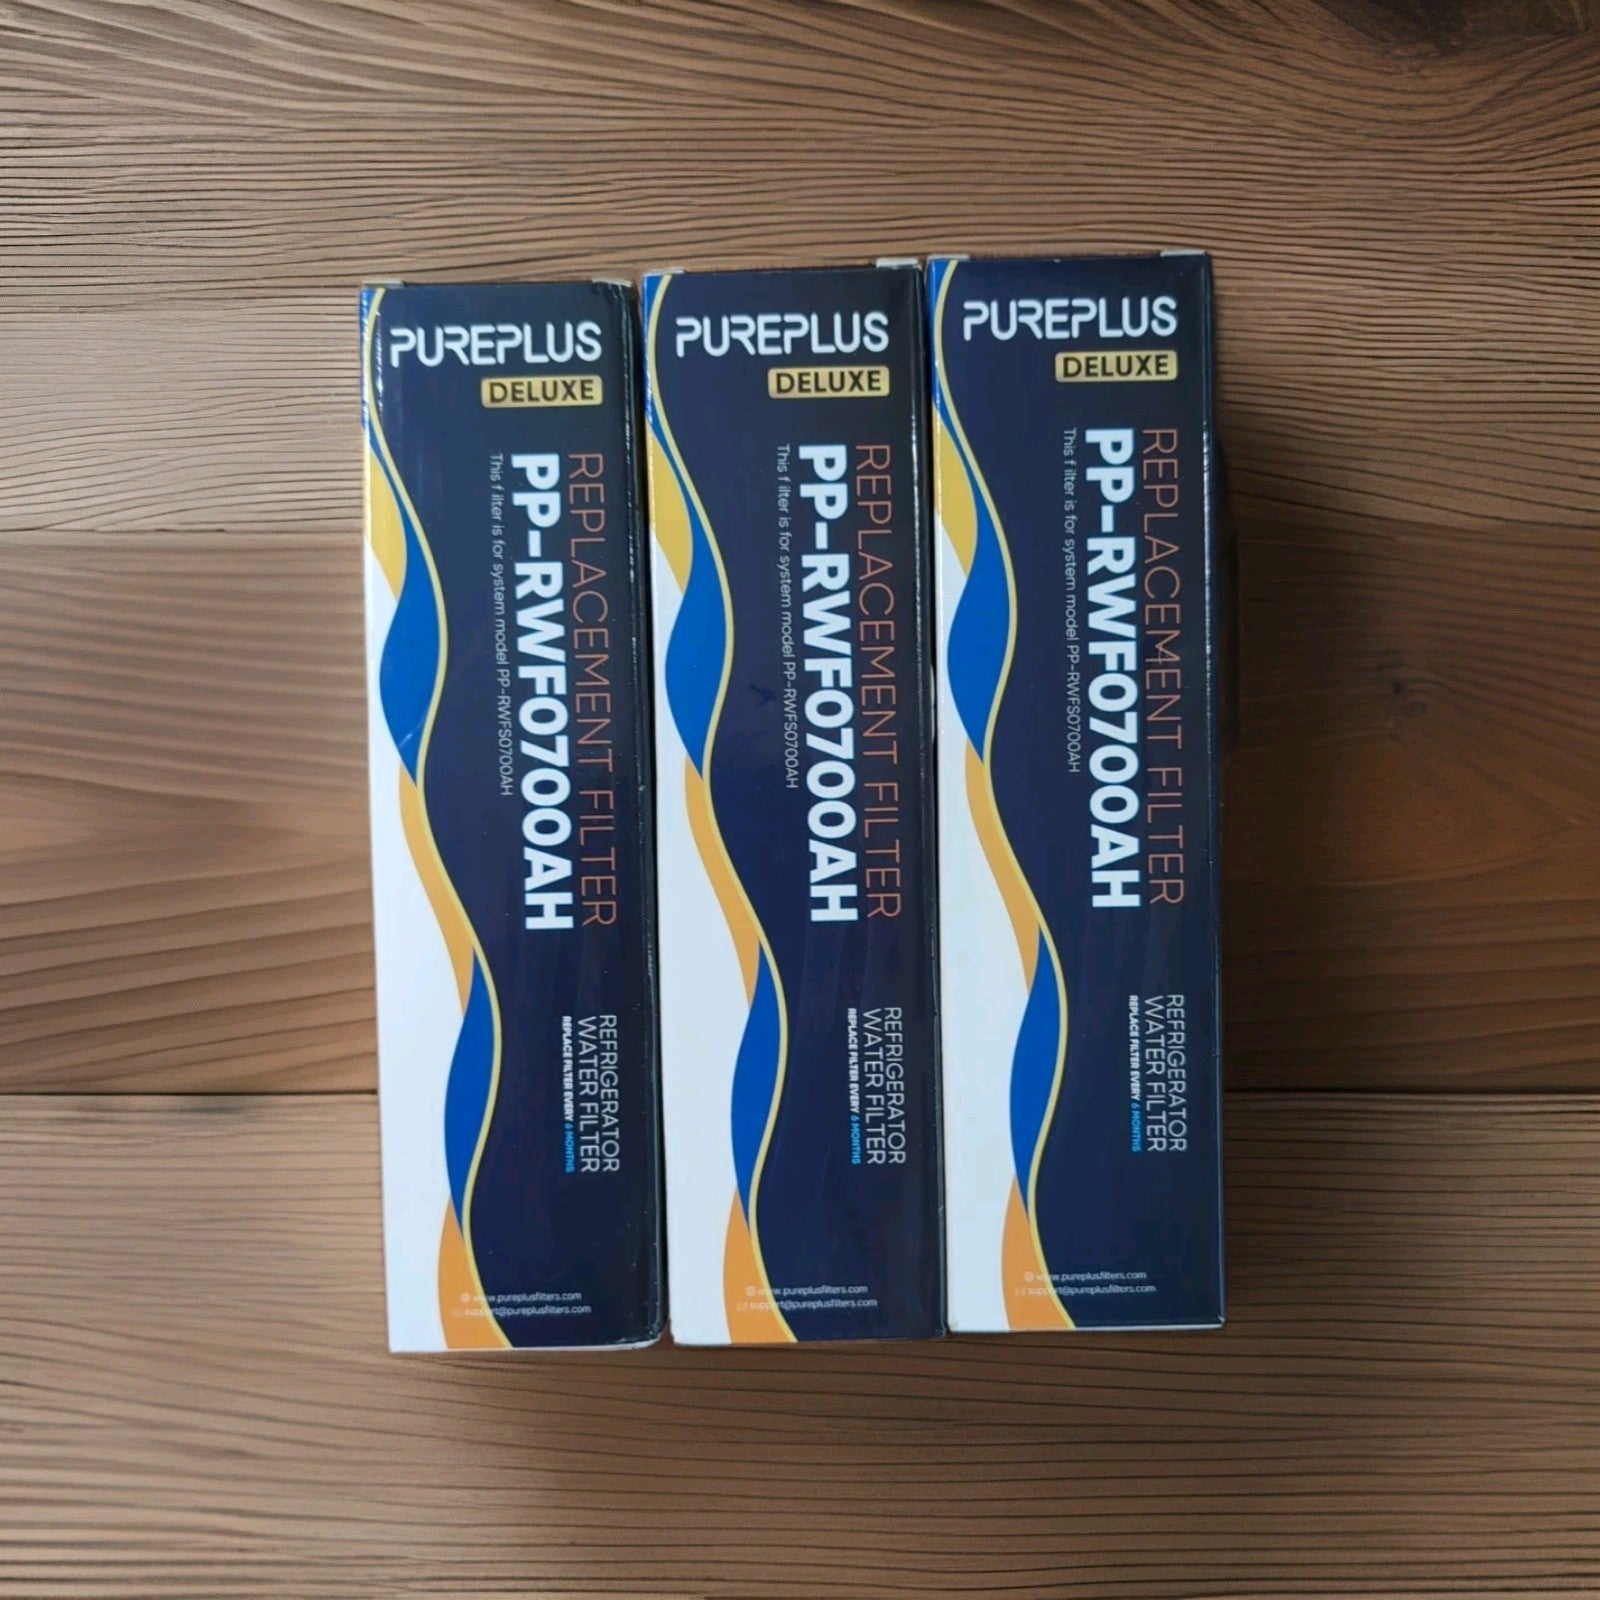 PUREPLUS
DELUXE
REPLACEMENT FILTER
PP-RWF0700AH
This f ilter is for system model PP-RWFS0700AH
REFRIGERATOR
WATER FILTER
REPLACE FILTER EVERY 6 MONTHS
www.pureplusfilters.com
support@pureplusfilters.com
PUREPLUS
DELUXE
REPLACEMENT FILTER
PP-RWF0700AH
This f ilter is for system model PP-RWFS0700AH
REFRIGERATOR
WATER FILTER
REPLACE FILTER EVERY 6 MONTHS
www.pureplusfilters.com
support@pureplusfilters.com
PUREPLUS
DELUXE
REPLACEMENT FILTER
PP-RWF0700AH
This f ilter is for system model PP-RWFS0700AH
REFRIGERATOR
WATER FILTER
REPLACE FILTER EVERY 6 MONTHS
www.pureplusfilters.com
support@pureplusfilters.com